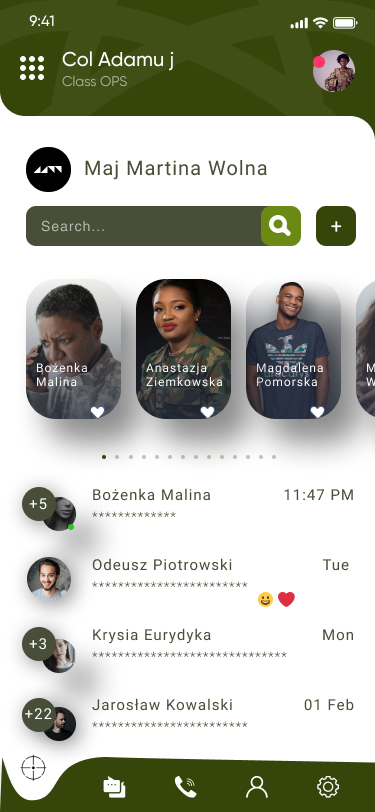 9:41
Col Adamu j
Class OPS
Maj Martina Wolna
Search...
+
Bożenka
Malina
Anastazja
Ziemkowska
Magdalena
Pomorska
+5
Bożenka Malina
11:47 PM
*************
Odeusz Piotrowski
Tue
************************
+3
Krysia Eurydyka
Mon
******************************
+22
Jarosław Kowalski
01 Feb
************************